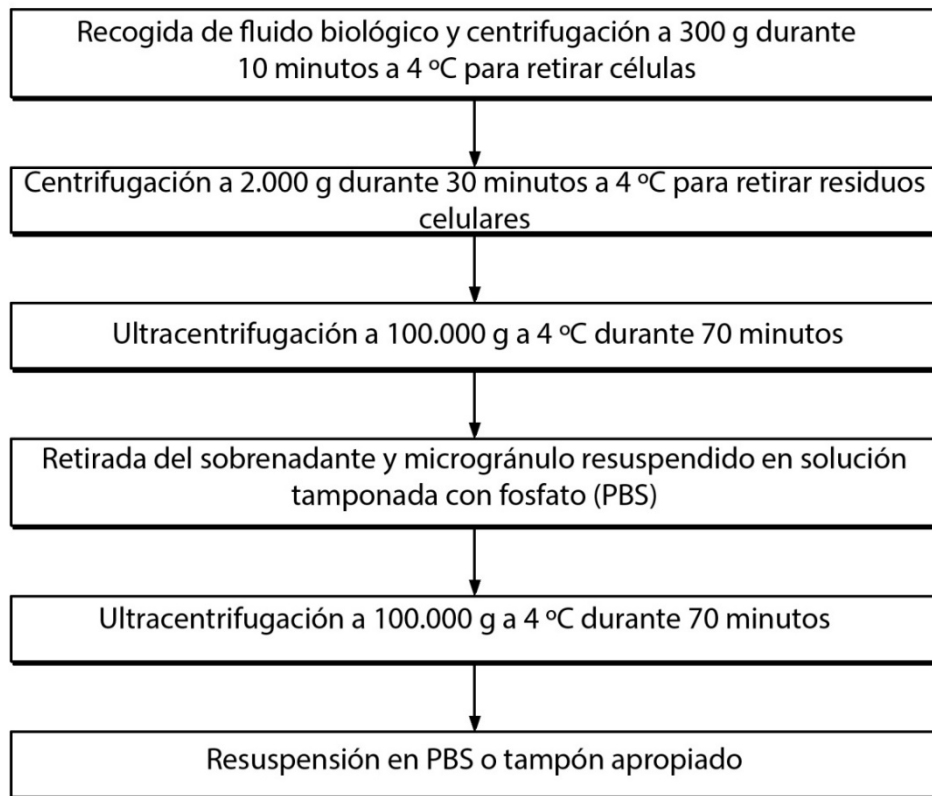 Recogida de fluido biológico y centrifugación a 300 g durante
10 minutos a 4 ºC para retirar células
Centrifugación a 2.000 g durante 30 minutos a 4 ºC para retirar residuos
celulares
Ultracentrifugación a 100.000 g a 4 ºC durante 70 minutos
Retirada del sobrenadante y microgránulo resuspendido en solución
tamponada con fosfato (PBS)
Ultracentrifugación a 100.000 g a 4 ºC durante 70 minutos
Resuspensión en PBS o tampón apropiado